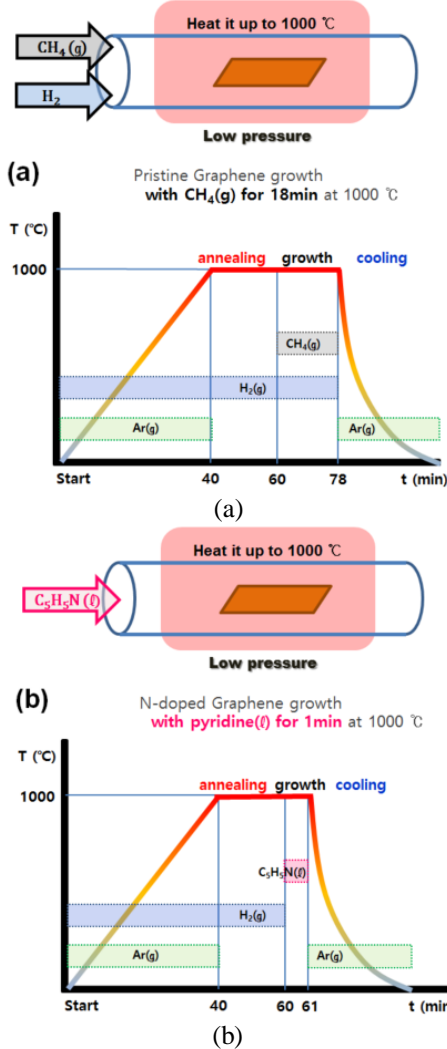 Heat it up to 1000 ℃
CH₄(g)
H₂
Low pressure
(a)
Pristine Graphene growth
with CH₄(g) for 18min at 1000 ℃
T (℃)
annealing growth cooling
1000
CH₄(g)
H₂(g)
Ar(g) Ar(g)
Start 40 60 78 t (min)
(a)
Heat it up to 1000 ℃
C₅H₅N(ℓ)
Low pressure
(b)
N-doped Graphene growth
with pyridine(ℓ) for 1min at 1000 ℃
T (℃)
annealing growth cooling
1000
C₅H₅N(ℓ)
H₂(g)
Ar(g) Ar(g)
Start 40 60 61 t (min)
(b)